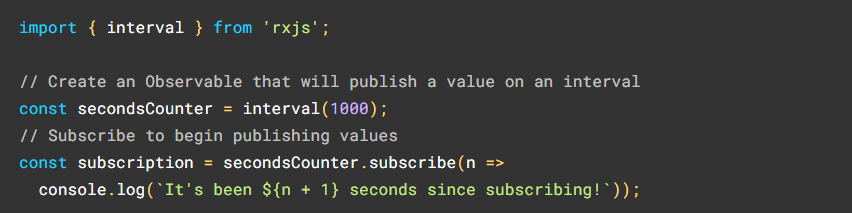 import { interval } from 'rxjs';
// Create an Observable that will publish a value on an interval
const secondsCounter = interval(1000);
// Subscribe to begin publishing values
const subscription = secondsCounter.subscribe(n =>
console.log(`It's been ${n + 1} seconds since subscribing!`));